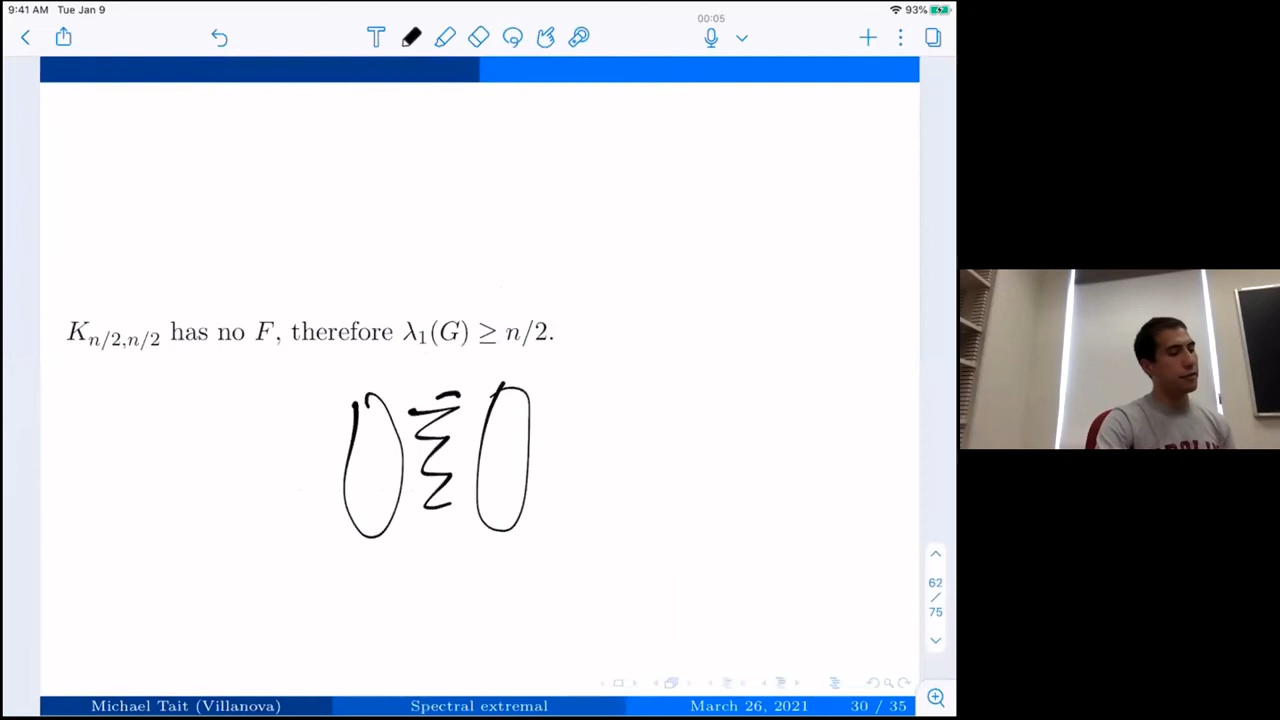 9:41 AM Tue Jan 9
93%
00:05
K_{n/2,n/2} has no F, therefore λ₁(G) ≥ n/2.
62
/
75
Michael Tait (Villanova) Spectral extremal March 26, 2021 30 / 35